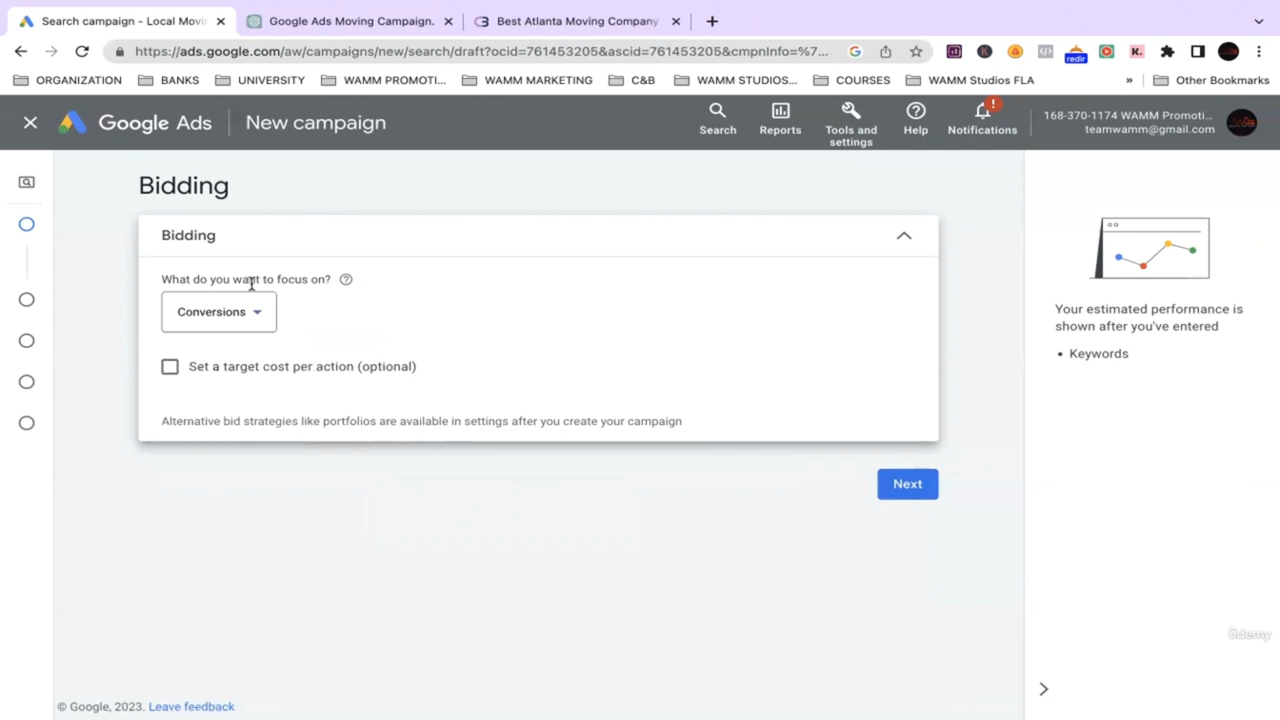 Search campaign - Local Movi
Google Ads Moving Campaign.
Best Atlanta Moving Company
https://ads.google.com/aw/campaigns/new/search/draft?ocid=761453205&ascid=761453205&cmpnInfo=%7...
K.
redir
ORGANIZATION
BANKS
UNIVERSITY
WAMM PROMOTI...
WAMM MARKETING
C&B
WAMM STUDIOS...
COURSES
WAMM Studios FLA
»
Other Bookmarks
Google Ads
New campaign
Search
Reports
Tools and settings
Help
Notifications
168-370-1174 WAMM Promoti...
teamwamm@gmail.com
Bidding
Bidding
What do you want to focus on?
Conversions
Set a target cost per action (optional)
Alternative bid strategies like portfolios are available in settings after you create your campaign
Next
Your estimated performance is
shown after you've entered
• Keywords
ûdemy
© Google, 2023. Leave feedback